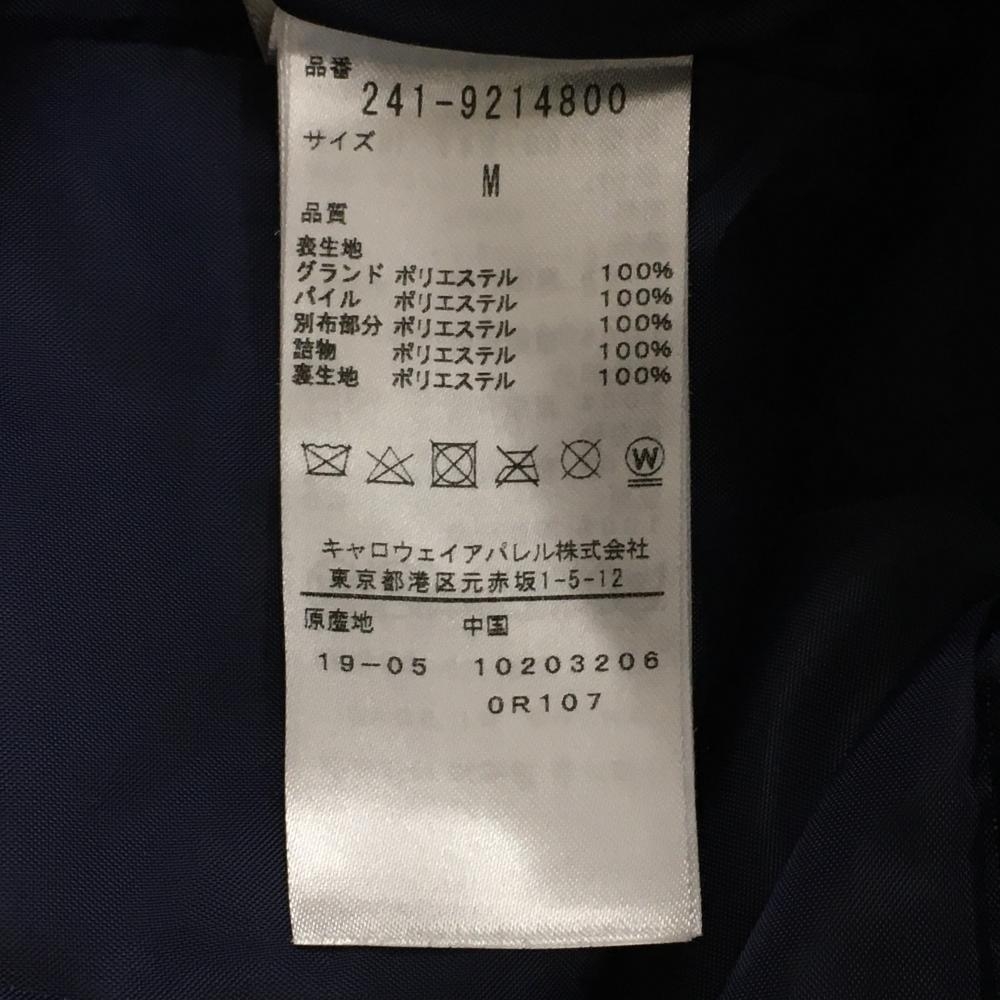 品番
241-9214800
サイズ
M
品質
表生地
グランド ポリエステル 100%
パイル ポリエステル 100%
別布部分 ポリエステル 100%
詰物 ポリエステル 100%
裏生地 ポリエステル 100%
W
キャロウェイアパレル株式会社
東京都港区元赤坂1-5-12
原産地 中国
19-05 10203206
0R107